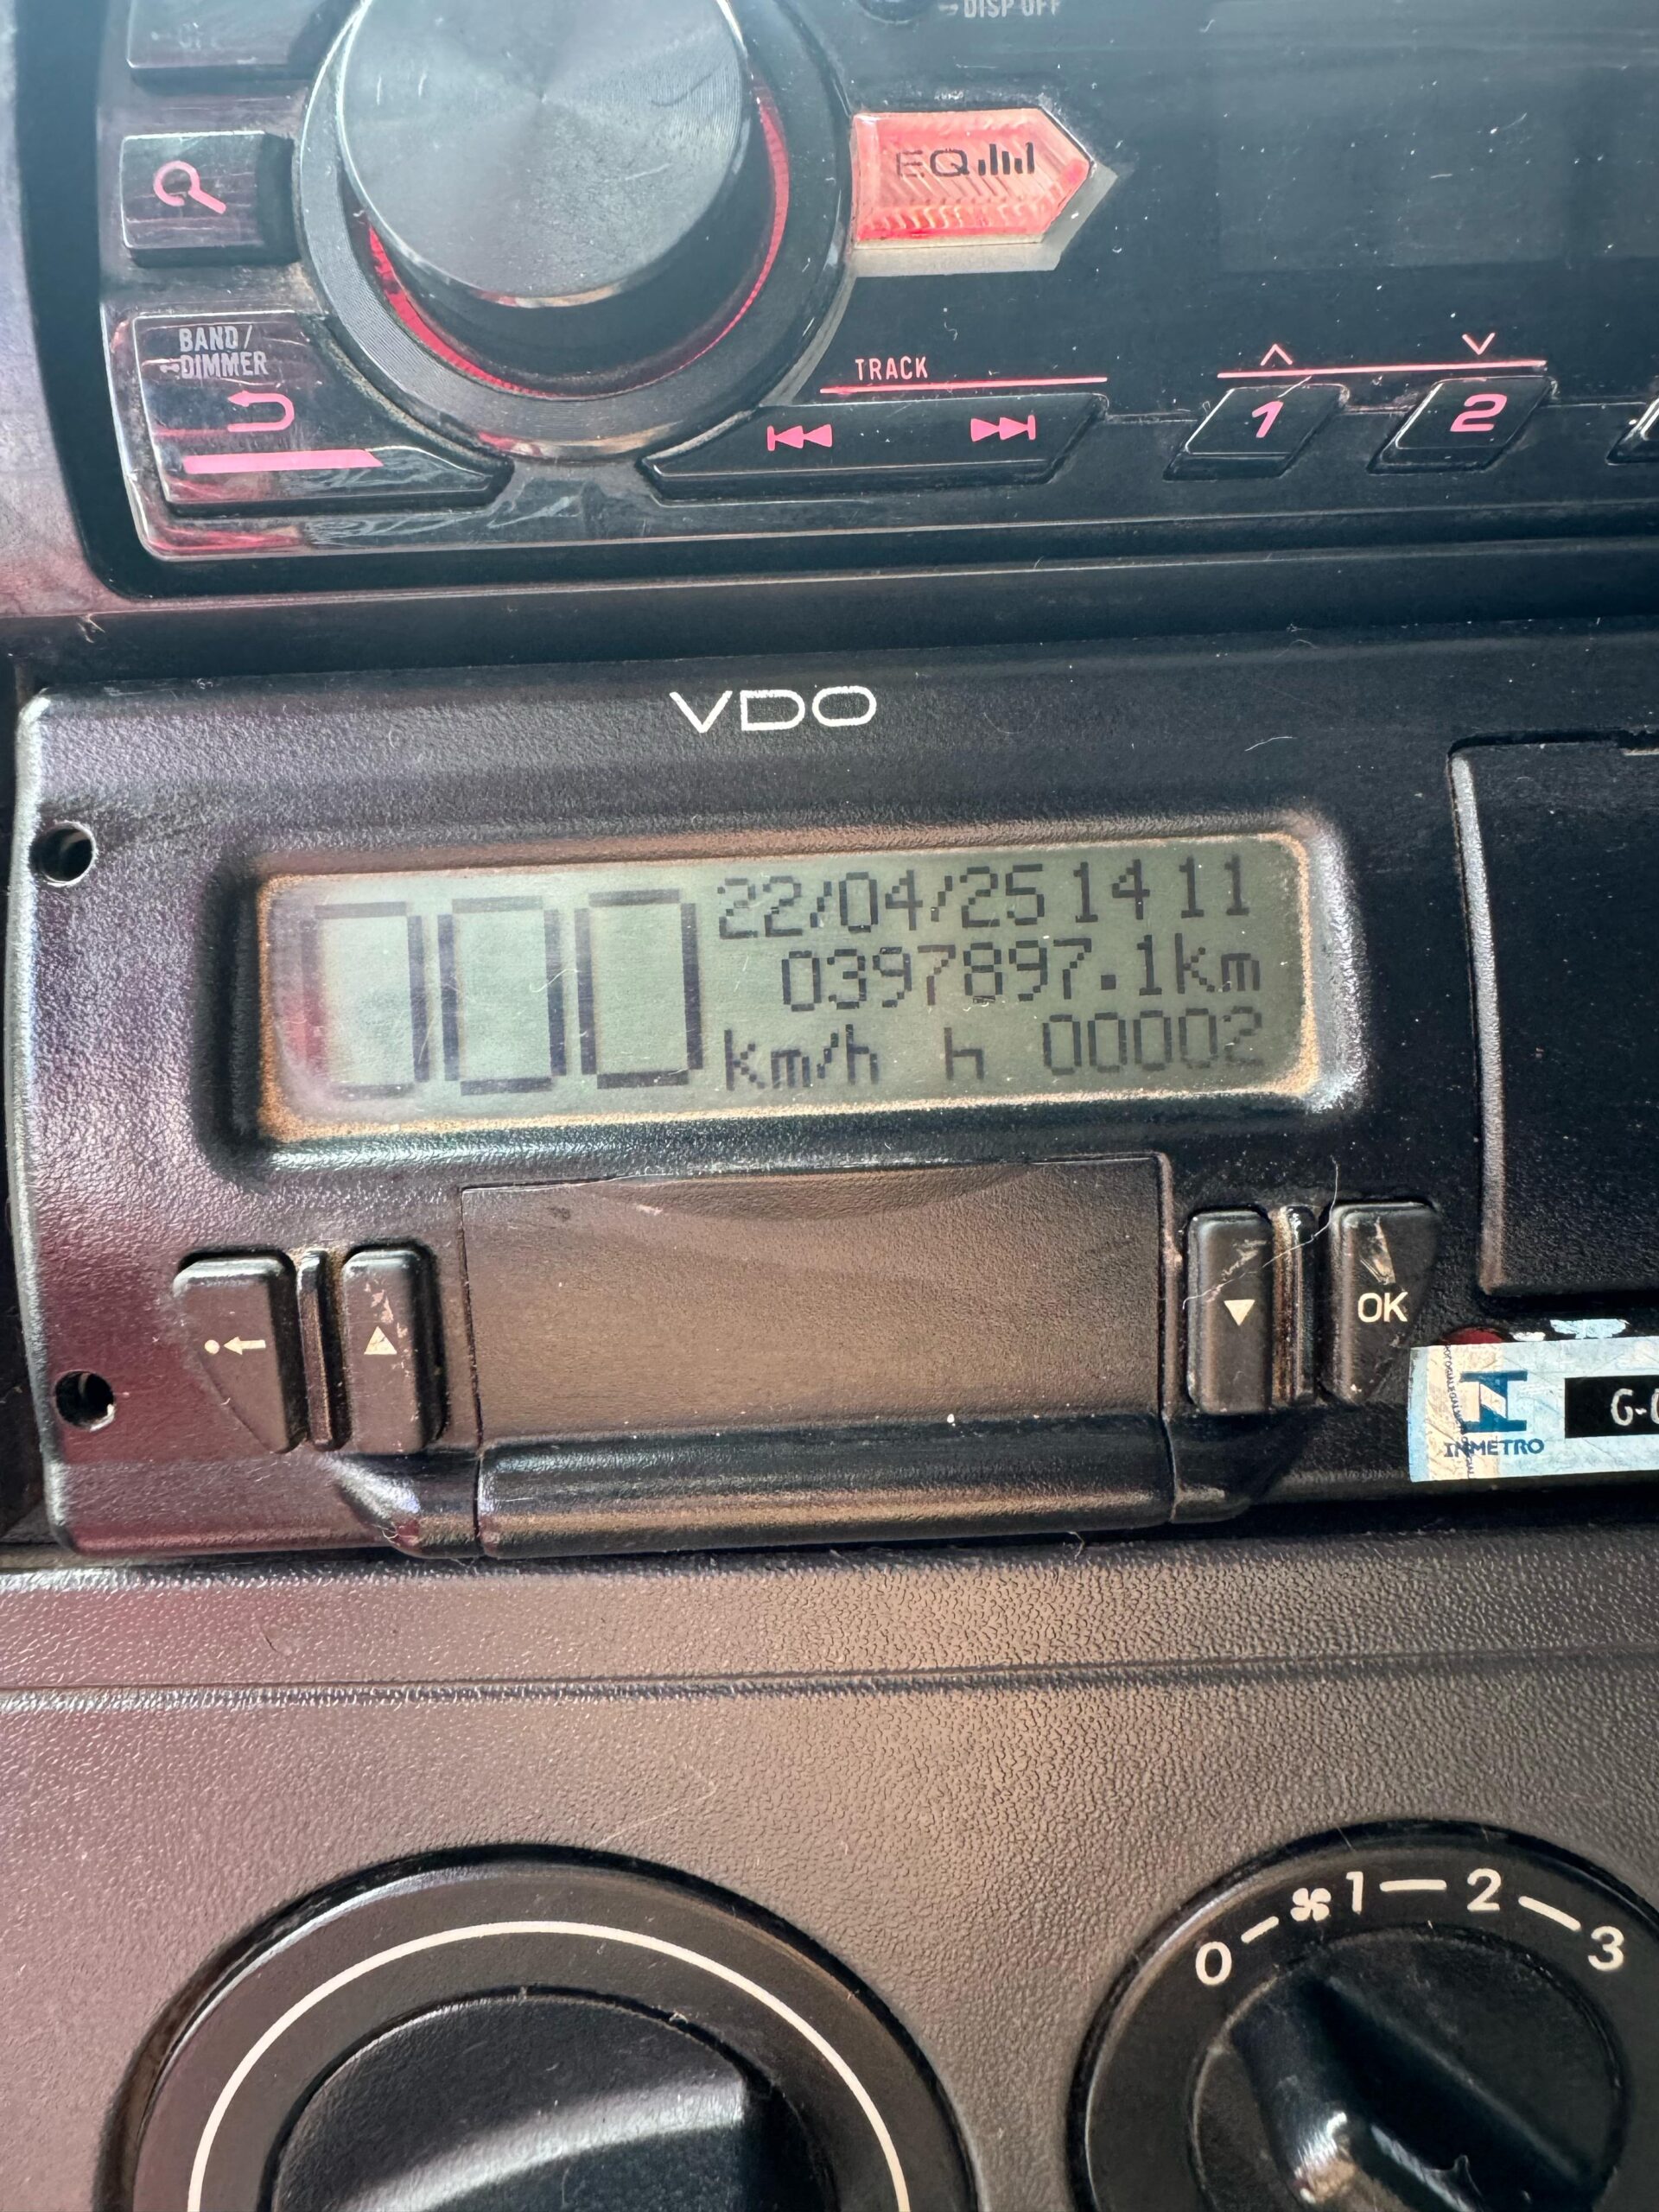 DISP OFF
EQ
BAND/
DIMMER
TRACK
1 2
VDO
22/04/25 14 11
000
0397897.1km
km/h h 00002
OK
INMETRO
0 1 2 3